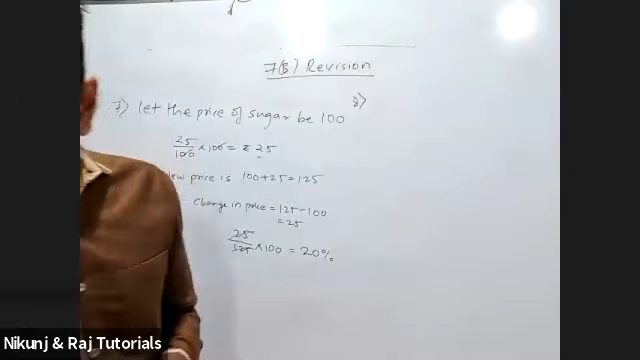 7(B) Revision
7) let the price of sugar be 100
8)
25/100 × 100 = ₹ 25
New price is 100 + 25 = 125
Change in price = 125 - 100
= 25
25/125 × 100 = 20%
Nikunj & Raj Tutorials